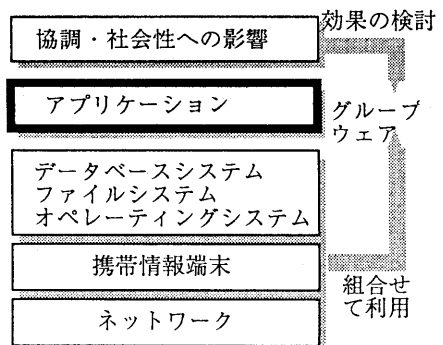 効果の検討
協調・社会性への影響
アプリケーション
グループ
ウェア
データベースシステム
ファイルシステム
オペレーティングシステム
携帯情報端末
組合せ
て利用
ネットワーク